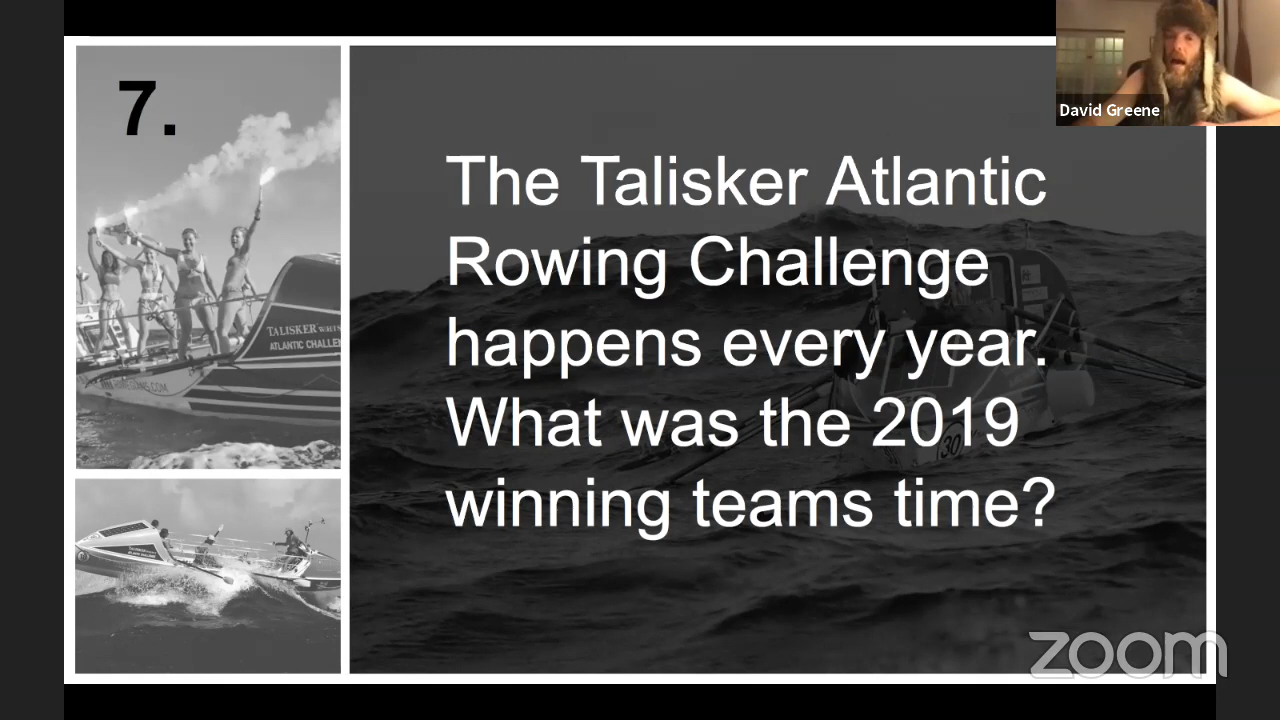 7.
David Greene
The Talisker Atlantic
Rowing Challenge
happens every year.
What was the 2019
winning teams time?
TALISKER
ATLANTIC CHALLE
30
zoom